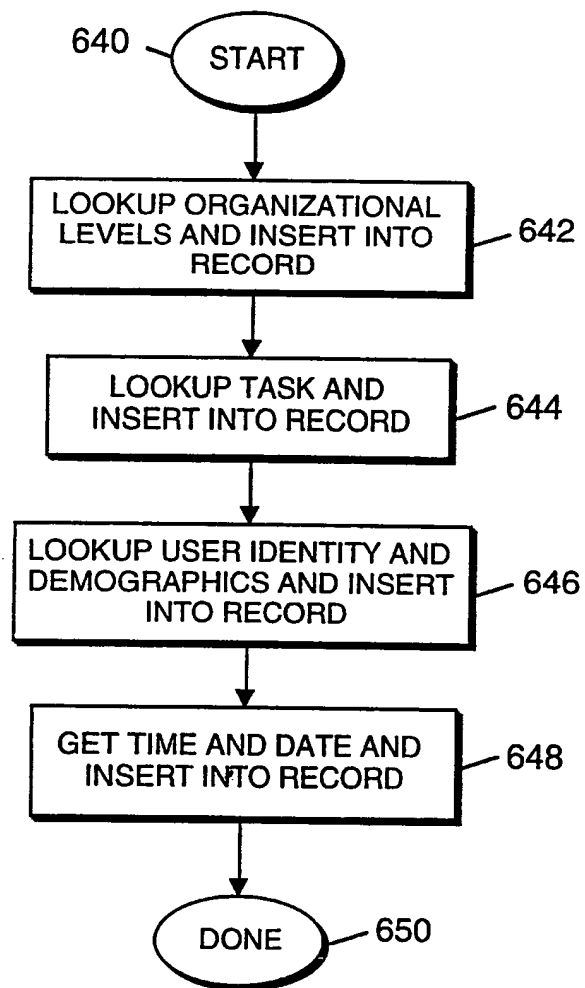 640
START
LOOKUP ORGANIZATIONAL
LEVELS AND INSERT INTO
RECORD
642
LOOKUP TASK AND
INSERT INTO RECORD
644
LOOKUP USER IDENTITY AND
DEMOGRAPHICS AND INSERT
INTO RECORD
646
GET TIME AND DATE AND
INSERT INTO RECORD
648
DONE
650